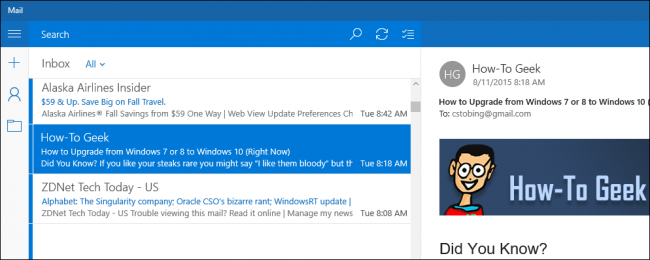 Mail
Search
Inbox All
Alaska Airlines Insider
$59 & Up. Save Big on Fall Travel.
Alaska Airlines® Fall Savings from $59 One Way | Web View Update Preferences Ch Tue 8:42 AM
How-To Geek
How to Upgrade from Windows 7 or 8 to Windows 10 (Right Now)
Did You Know? If you like your steaks rare you might say "I like them bloody" but th Tue 8:18 AM
ZDNet Tech Today - US
Alphabet: The Singularity company; Oracle CSO's bizarre rant; WindowsRT update |
ZDNet Tech Today - US Trouble viewing this mail? Read it online | Manage my news Tue 8:08 AM
HG
How-To Geek
8/11/2015 8:18 AM
How to Upgrade from Windows 7 or 8 to Windows 10 (
To: cstobing@gmail.com
How-To Geek
Did You Know?